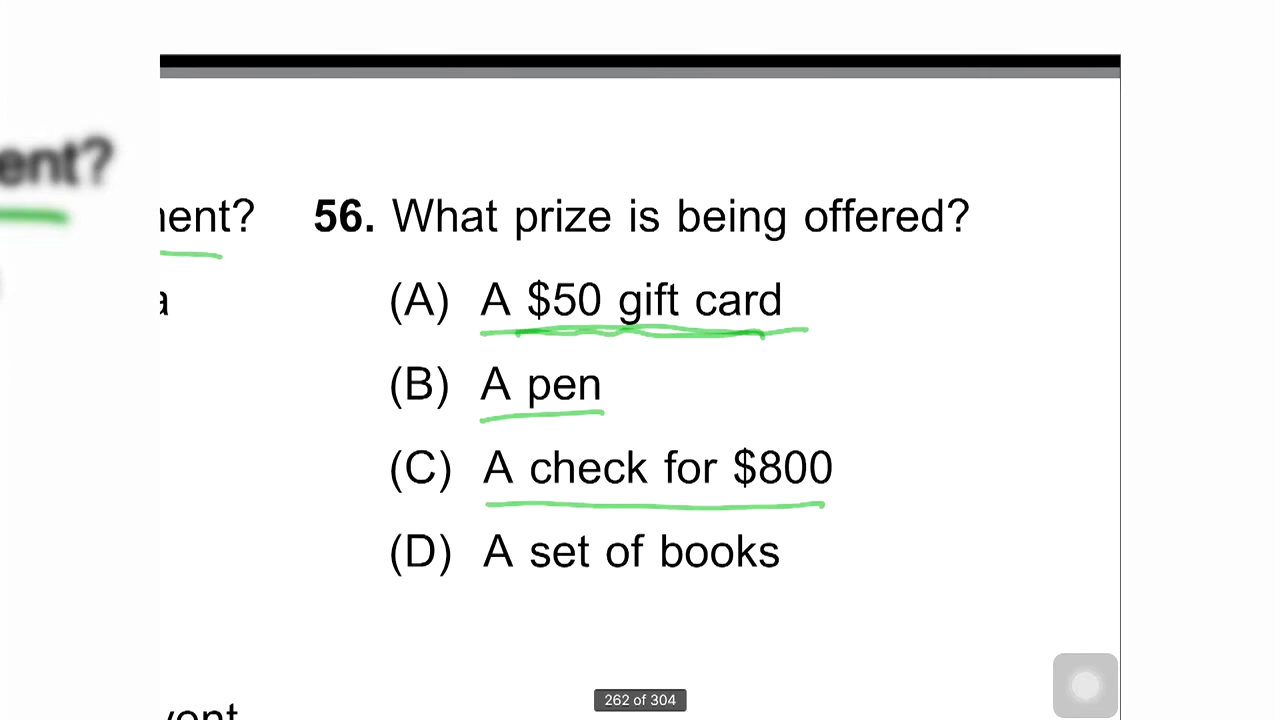 ent?
56. What prize is being offered?
(A) A $50 gift card
(B) A pen
(C) A check for $800
(D) A set of books
262 of 304